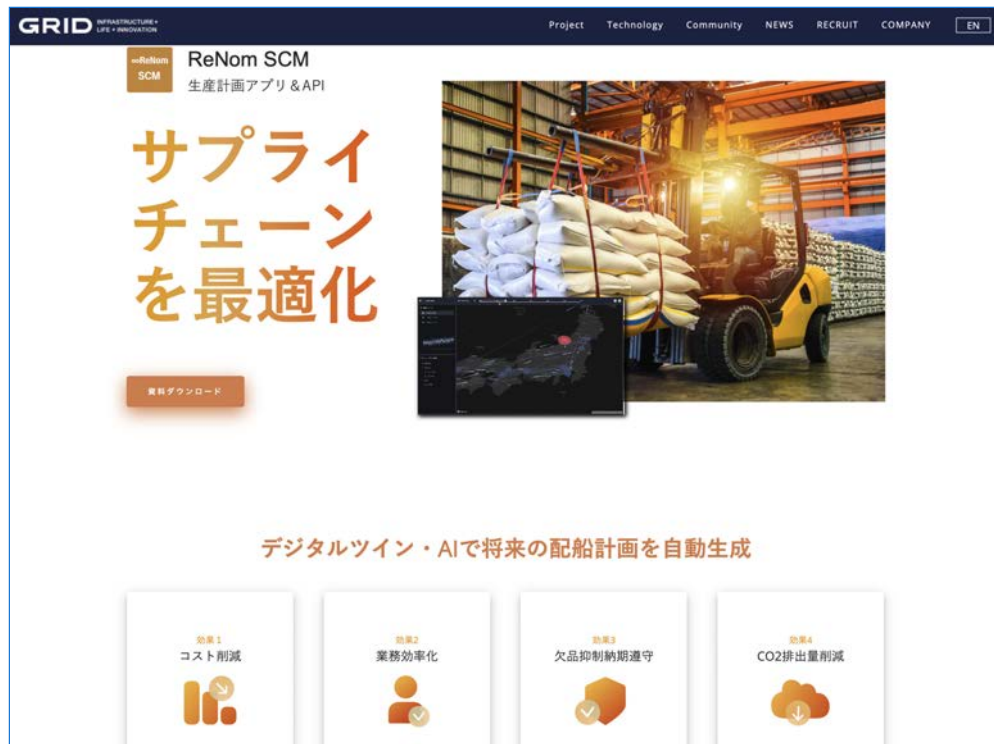 GRID INFRASTRUCTURE+
LIFE+INNOVATION
Project Technology Community NEWS RECRUIT COMPANY EN
∞ReNom
SCM
ReNom SCM
生産計画アプリ&API
サプライ
チェーン
を最適化
資料ダウンロード
デジタルツイン・AIで将来の配船計画を自動生成
効果1
コスト削減
効果2
業務効率化
効果3
欠品抑制納期遵守
効果4
CO2排出量削減